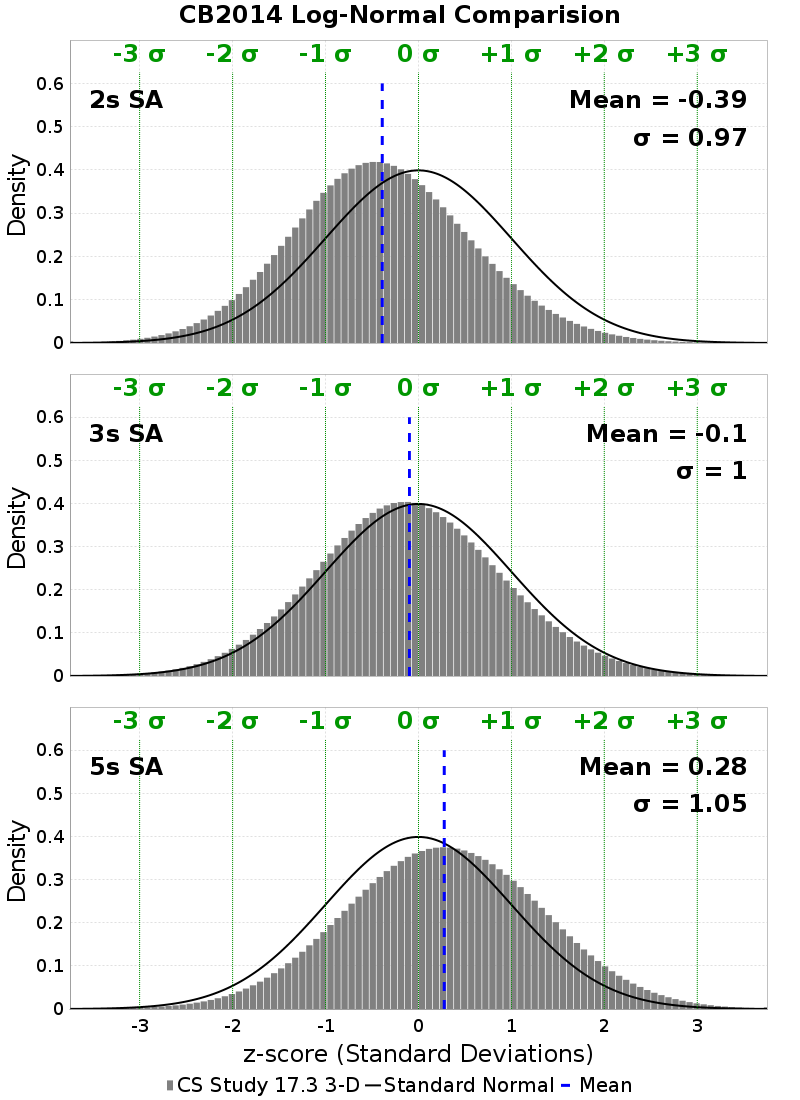 CB2014 Log-Normal Comparision
-3 σ -2 σ -1 σ 0 σ +1 σ +2 σ +3 σ
0.6
2s SA Mean = -0.39
0.5
σ = 0.97
0.4
Density
0.3
0.2
0.1
0
-3 σ -2 σ -1 σ 0 σ +1 σ +2 σ +3 σ
0.6
3s SA Mean = -0.1
0.5
σ = 1
0.4
Density
0.3
0.2
0.1
0
-3 σ -2 σ -1 σ 0 σ +1 σ +2 σ +3 σ
0.6
5s SA Mean = 0.28
0.5
σ = 1.05
0.4
Density
0.3
0.2
0.1
0
-3 -2 -1 0 1 2 3
z-score (Standard Deviations)
CS Study 17.3 3-D Standard Normal Mean